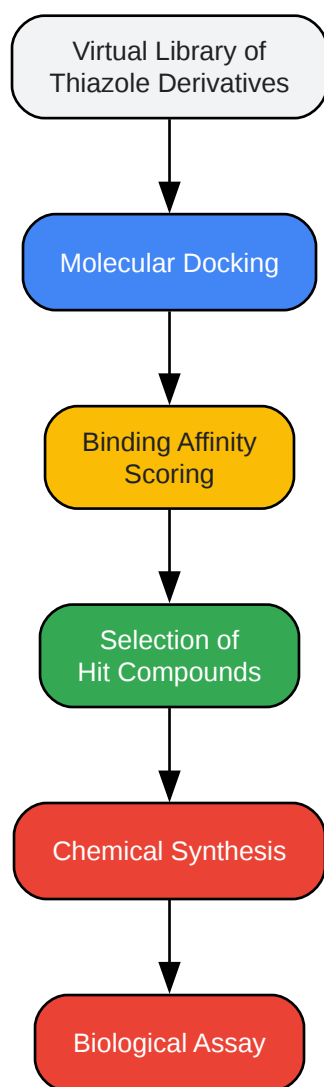 Virtual Library of
Thiazole Derivatives
Molecular Docking
Binding Affinity
Scoring
Selection of
Hit Compounds
Chemical Synthesis
Biological Assay